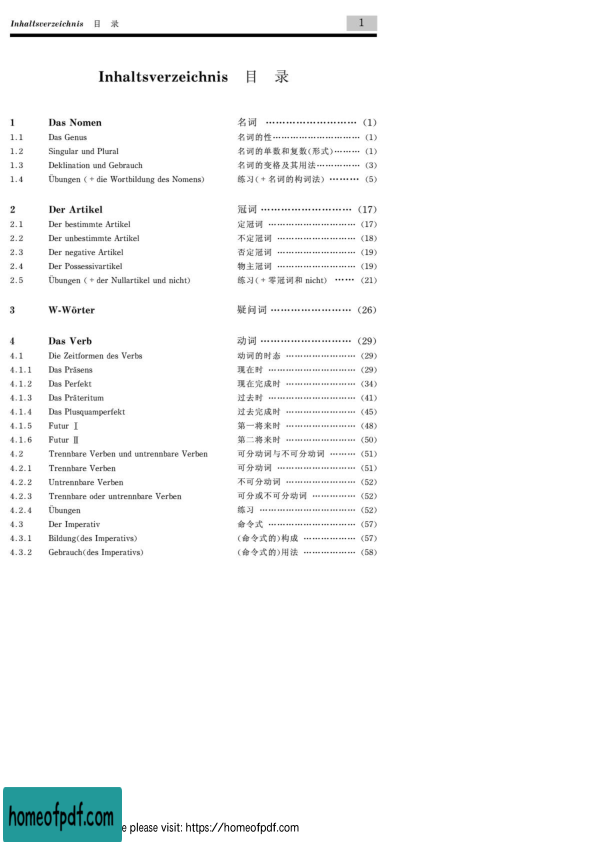 Inhaltsverzeichnis 目 录 1
Inhaltsverzeichnis 目 录
1 Das Nomen 名词 ………………………… (1)
1.1 Das Genus 名词的性………………………… (1)
1.2 Singular und Plural 名词的单数和复数(形式)……… (1)
1.3 Deklination und Gebrauch 名词的变格及其用法…………… (3)
1.4 Übungen (+die Wortbildung des Nomens) 练习(+名词的构词法) ……… (5)
2 Der Artikel 冠词 ……………………… (17)
2.1 Der bestimmte Artikel 定冠词 ………………………… (17)
2.2 Der unbestimmte Artikel 不定冠词 ……………………… (18)
2.3 Der negative Artikel 否定冠词 ……………………… (19)
2.4 Der Possessivartikel 物主冠词 ……………………… (19)
2.5 Übungen (+der Nullartikel und nicht) 练习(+零冠词和 nicht) …… (21)
3 W-Wörter 疑问词 …………………… (26)
4 Das Verb 动词 ……………………… (29)
4.1 Die Zeitformen des Verbs 动词的时态 …………………… (29)
4.1.1 Das Präsens 现在时 ………………………… (29)
4.1.2 Das Perfekt 现在完成时 …………………… (34)
4.1.3 Das Präteritum 过去时 ………………………… (41)
4.1.4 Das Plusquamperfekt 过去完成时 …………………… (45)
4.1.5 Futur Ⅰ 第一将来时 …………………… (48)
4.1.6 Futur Ⅱ 第二将来时 …………………… (50)
4.2 Trennbare Verben und untrennbare Verben 可分动词与不可分动词 ……… (51)
4.2.1 Trennbare Verben 可分动词 ……………………… (51)
4.2.2 Untrennbare Verben 不可分动词 …………………… (52)
4.2.3 Trennbare oder untrennbare Verben 可分或不可分动词 …………… (52)
4.2.4 Übungen 练习 …………………………… (52)
4.3 Der Imperativ 命令式 ………………………… (57)
4.3.1 Bildung(des Imperativs) (命令式的)构成 ……………… (57)
4.3.2 Gebrauch(des Imperativs) (命令式的)用法 ……………… (58)
homeofpdf.com e please visit: https://homeofpdf.com